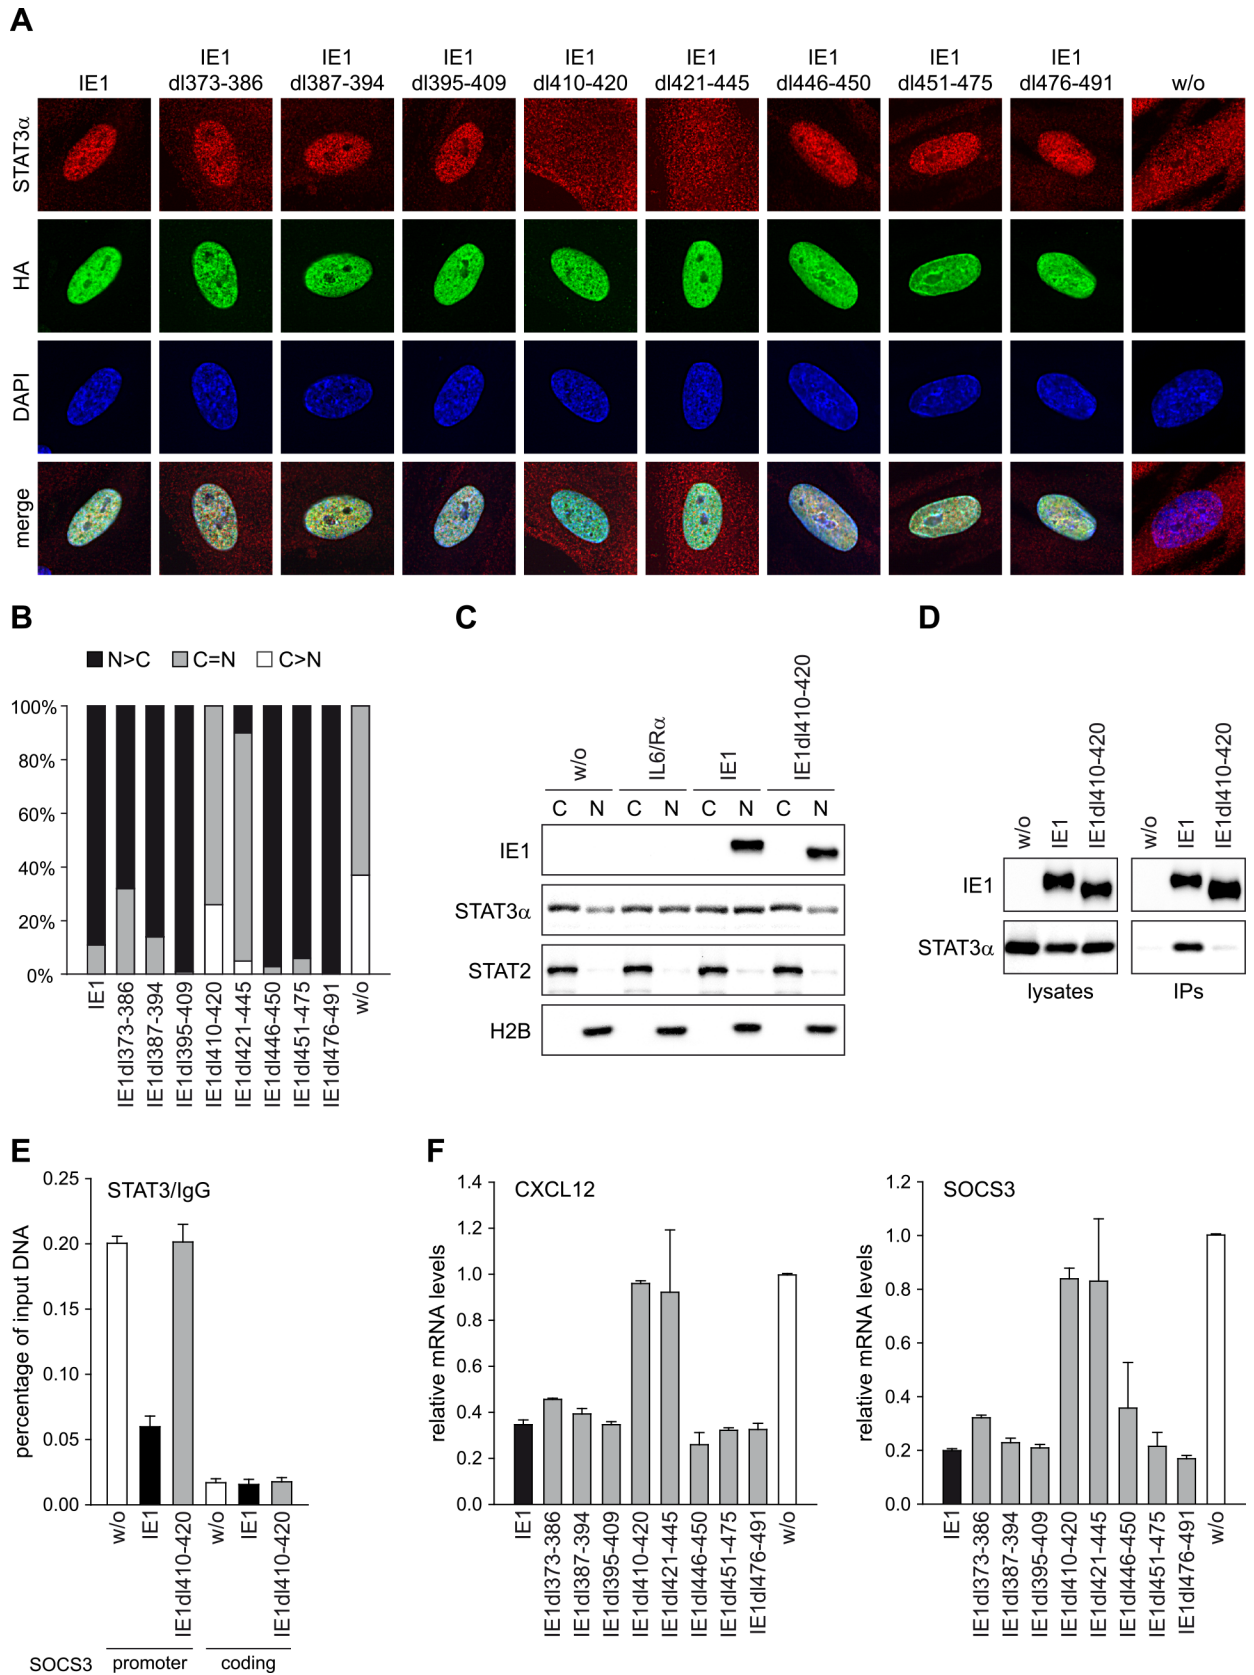 A
IE1
IE1 dl373-386
IE1 dl387-394
IE1 dl395-409
IE1 dl410-420
IE1 dl421-445
IE1 dl446-450
IE1 dl451-475
IE1 dl476-491
w/o
STAT3α
HA
DAPI
merge
B
N>C C=N C>N
100%
80%
60%
40%
20%
0%
IE1
IE1dl373-386
IE1dl387-394
IE1dl395-409
IE1dl410-420
IE1dl421-445
IE1dl446-450
IE1dl451-475
IE1dl476-491
w/o
C
w/o
IL6/Rα
IE1
IE1dl410-420
C N C N C N C N
IE1
STAT3α
STAT2
H2B
D
w/o
IE1
IE1dl410-420
w/o
IE1
IE1dl410-420
IE1
STAT3α
lysates IPs
E
STAT3/IgG
percentage of input DNA
0.25
0.20
0.15
0.10
0.05
0.00
w/o
IE1
IE1dl410-420
w/o
IE1
IE1dl410-420
SOCS3 promoter coding
F
CXCL12
relative mRNA levels
1.4
1.2
1.0
0.8
0.6
0.4
0.2
0.0
IE1
IE1dl373-386
IE1dl387-394
IE1dl395-409
IE1dl410-420
IE1dl421-445
IE1dl446-450
IE1dl451-475
IE1dl476-491
w/o
SOCS3
relative mRNA levels
1.2
1.0
0.8
0.6
0.4
0.2
0.0
IE1
IE1dl373-386
IE1dl387-394
IE1dl395-409
IE1dl410-420
IE1dl421-445
IE1dl446-450
IE1dl451-475
IE1dl476-491
w/o